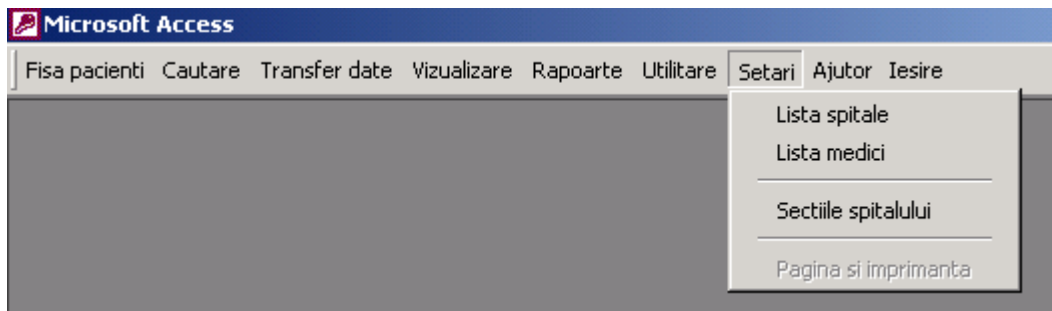 Microsoft Access
Fisa pacienti Cautare Transfer date Vizualizare Rapoarte Utilitare Setari Ajutor Iesire
Lista spitale
Lista medici
Sectiile spitalului
Pagina si imprimanta